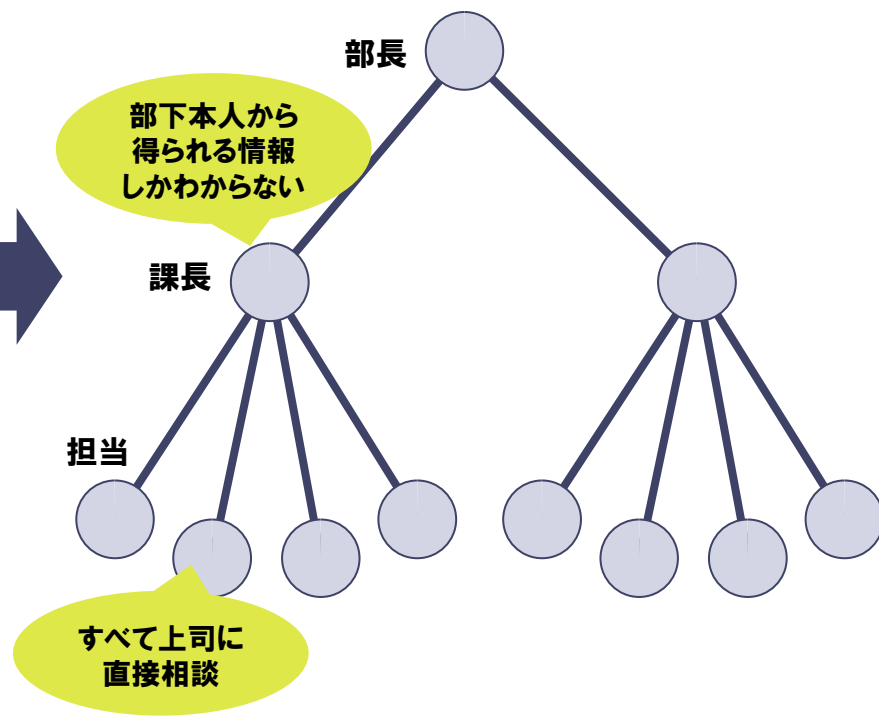 部長
部下本人から
得られる情報
しかわからない
課長
担当
すべて上司に
直接相談